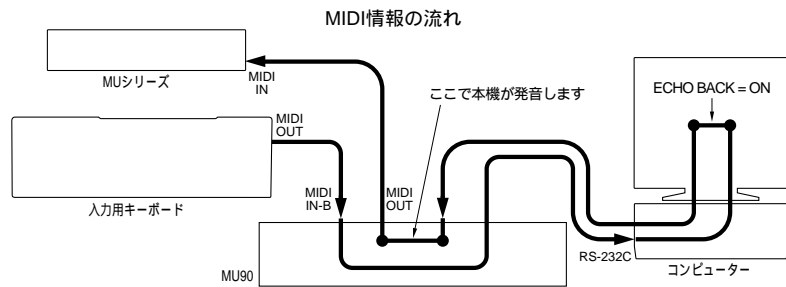 MIDI情報の流れ
MUシリーズ
MIDI
IN
ここで本機が発音します
ECHO BACK = ON
MIDI
OUT
入力用キーボード
MIDI
IN-B
MIDI
OUT
MU90
RS-232C
コンピューター